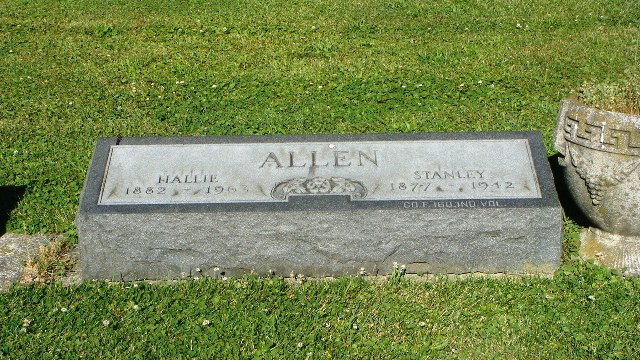 ALLEN
HALLIE STANLEY
1882 - 1877 - 1942
CO.F. 160. IND. VOL.